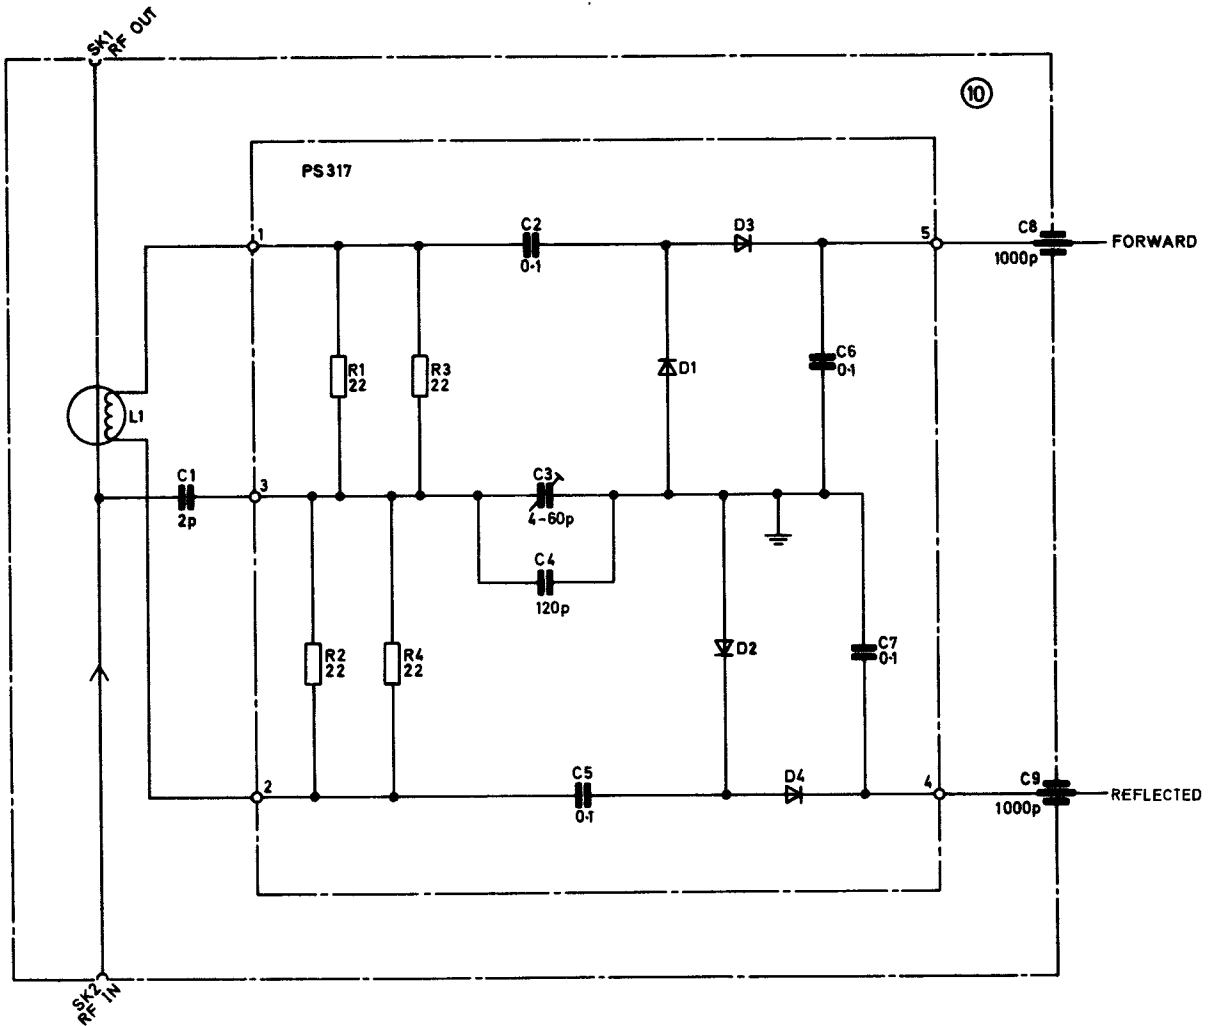 SK1
RF OUT
10
PS317
1
C2
0·1
D3
5
C8
1000p
FORWARD
R1
22
R3
22
D1
C6
0·1
L1
C1
2p
3
C3
4-60p
C4
120p
R2
22
R4
22
D2
C7
0·1
2
C5
0·1
D4
4
C9
1000p
REFLECTED
SK2
RF IN